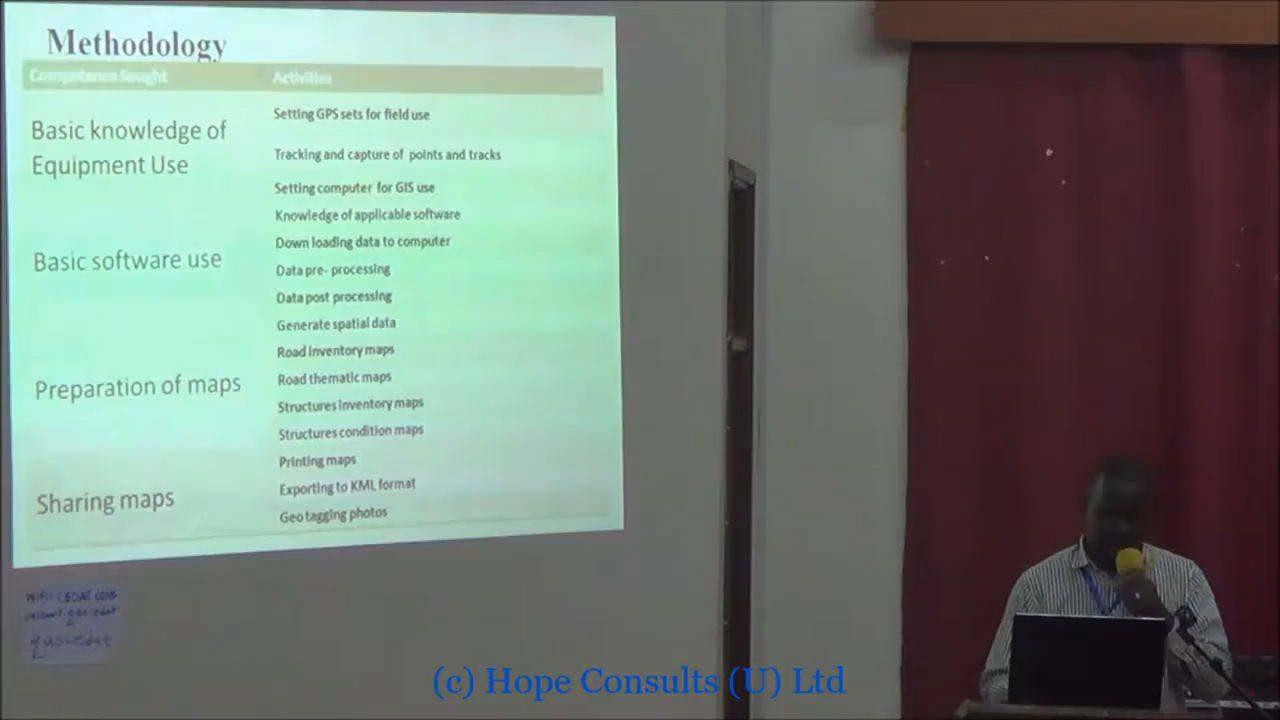 Methodology
Competence Sought
Activities
Basic knowledge of
Equipment Use
Setting GPS sets for field use
Tracking and capture of points and tracks
Setting computer for GIS use
Basic software use
Knowledge of applicable software
Down loading data to computer
Data pre- processing
Data post processing
Generate spatial data
Preparation of maps
Road inventory maps
Road thematic maps
Structures inventory maps
Structures condition maps
Sharing maps
Printing maps
Exporting to KML format
Geo tagging photos
(c) Hope Consults (U) Ltd